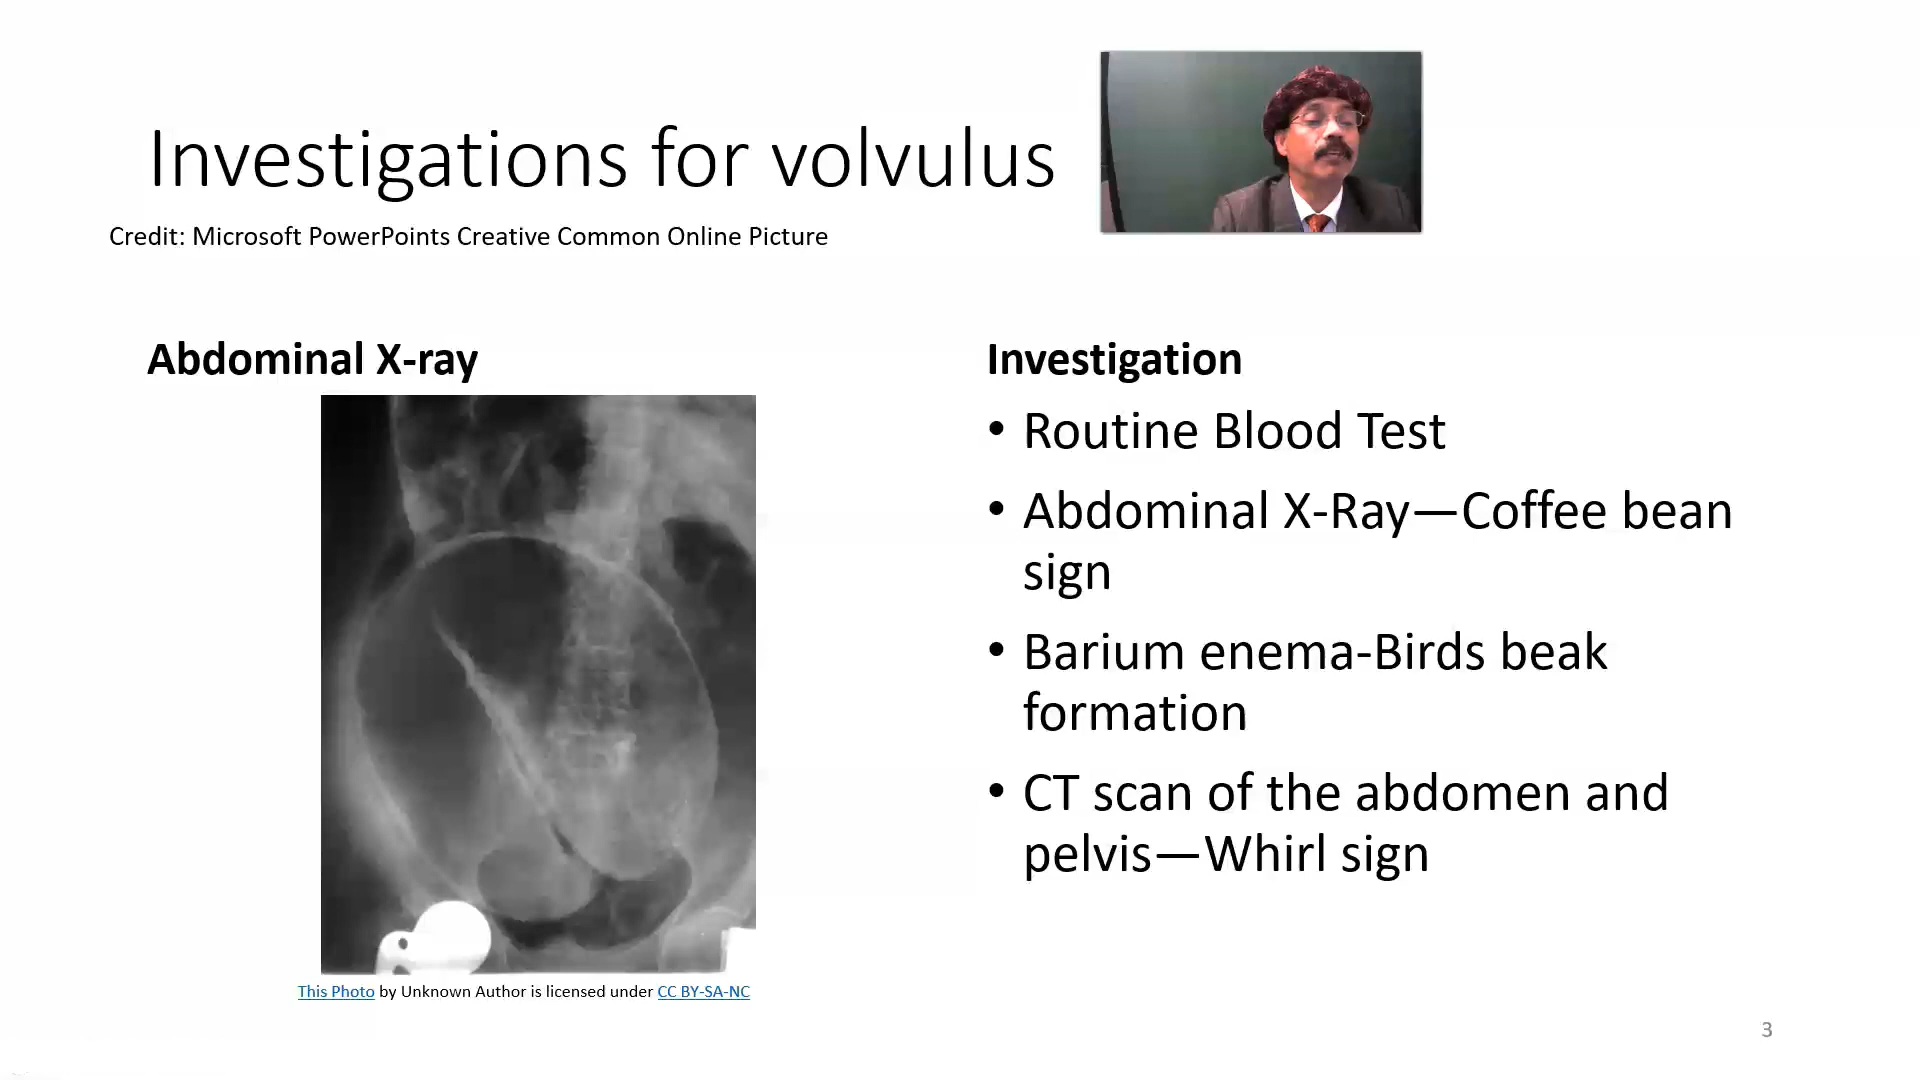 Investigations for volvulus
Credit: Microsoft PowerPoints Creative Common Online Picture
Abdominal X-ray
This Photo by Unknown Author is licensed under CC BY-SA-NC
Investigation
• Routine Blood Test
• Abdominal X-Ray—Coffee bean
sign
• Barium enema-Birds beak
formation
• CT scan of the abdomen and
pelvis—Whirl sign
3